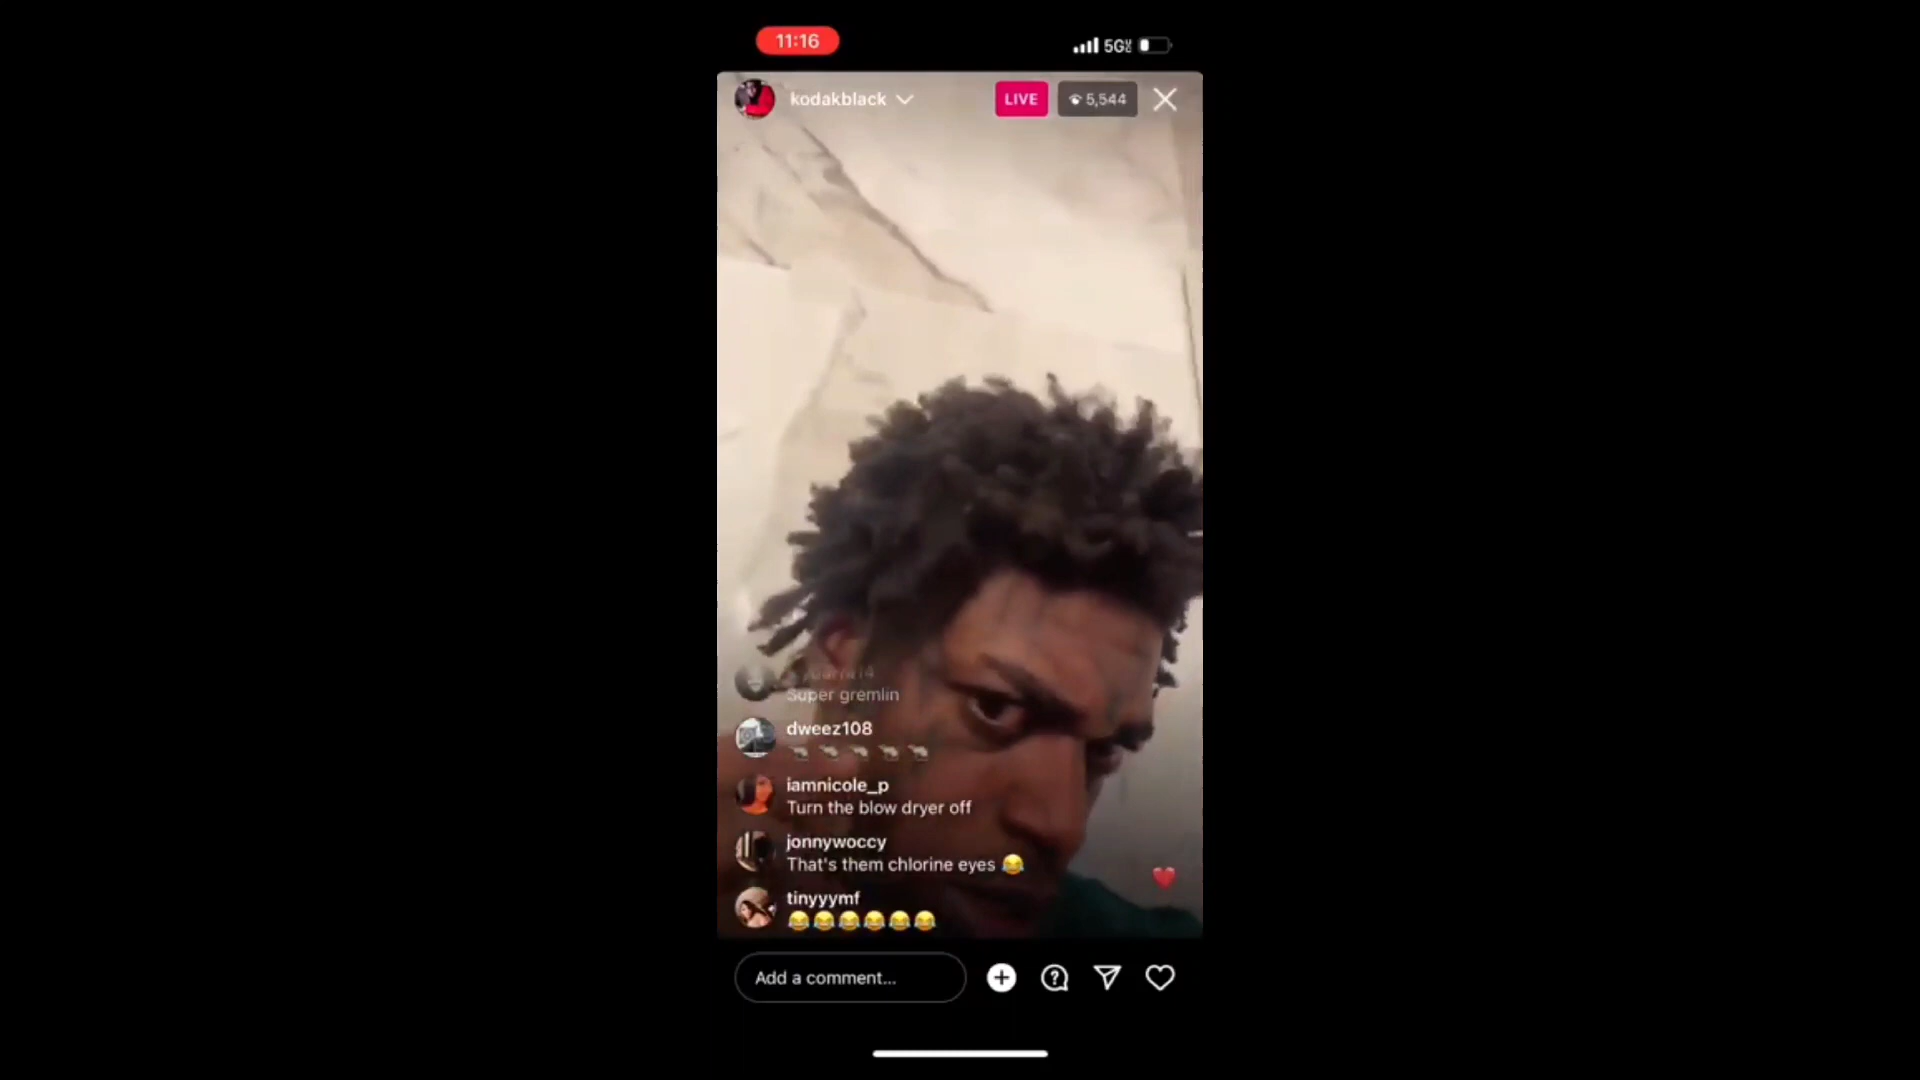 11:16
5G
kodakblack
LIVE
5,544
Super gremlin
dweez108
iamnicole_p
Turn the blow dryer off
jonnywoccy
That's them chlorine eyes 😂
tinyyymf
😂😂😂😂😂😂
Add a comment...